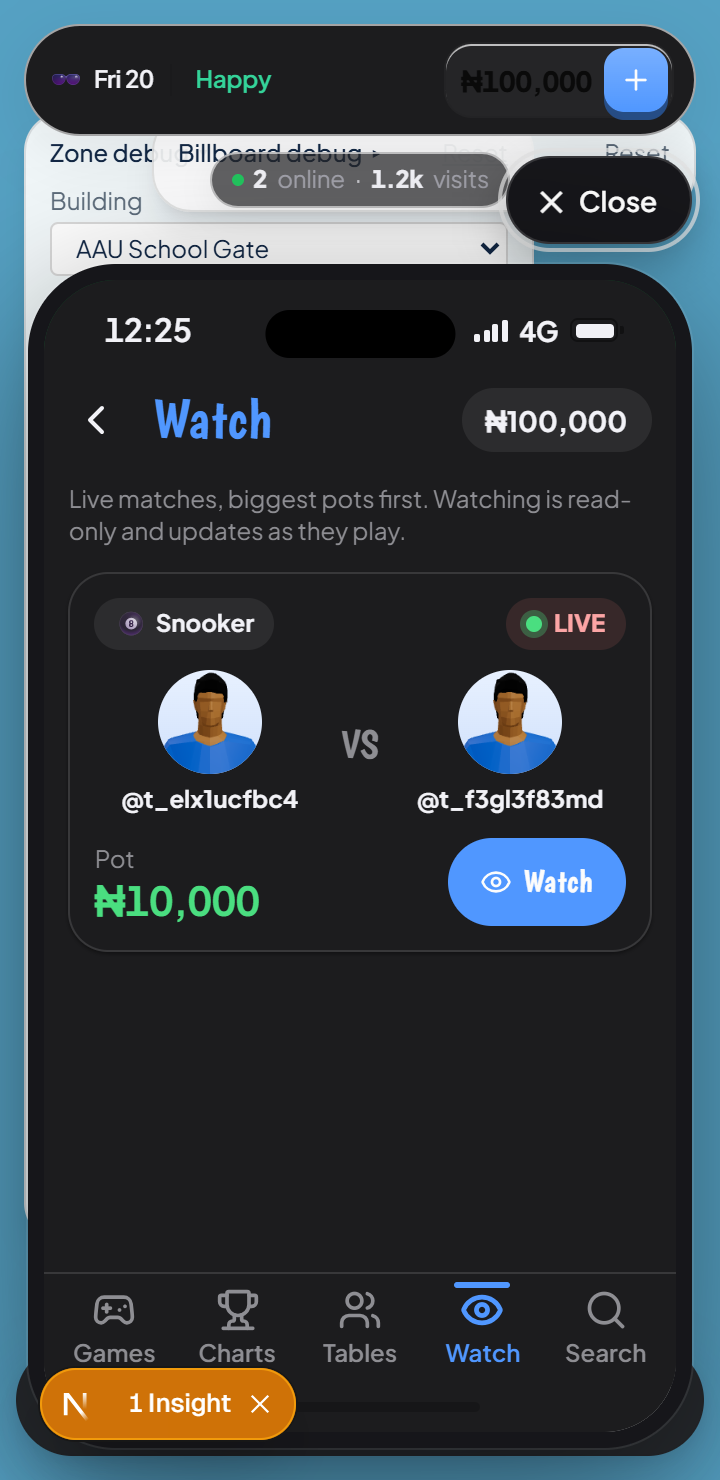 Fri 20
Happy
₦100,000
Zone debug
Billboard debug
Reset
Reset
2 online · 1.2k visits
Close
Building
AAU School Gate
12:25
4G
Watch
₦100,000
Live matches, biggest pots first. Watching is read-
only and updates as they play.
Snooker
LIVE
@t_elx1ucfbc4
VS
@t_f3gl3f83md
Pot
₦10,000
Watch
Games
Charts
Tables
Watch
Search
N
1 Insight